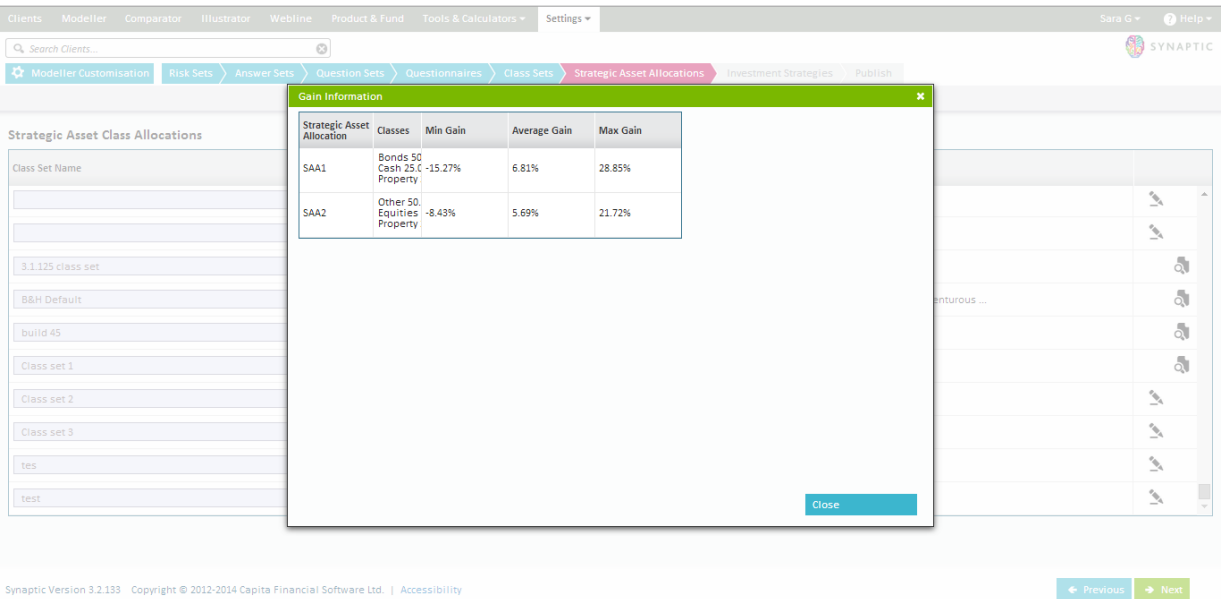 Clients Modeller Comparator Illustrator Webline Product & Fund Tools & Calculators Settings Sara G Help
Search Clients...
SYNAPTIC
Modeller Customisation Risk Sets Answer Sets Question Sets Questionnaires Class Sets Strategic Asset Allocations Investment Strategies Publish
Gain Information
Strategic Asset Allocation Classes Min Gain Average Gain Max Gain
SAA1
Bonds 50
Cash 25.0
Property
-15.27% 6.81% 28.85%
SAA2
Other 50.
Equities
Property
-8.43% 5.69% 21.72%
Close
Strategic Asset Class Allocations
Class Set Name
3.1.125 class set
B&H Default
enturous ...
build 45
Class set 1
Class set 2
Class set 3
tes
test
Synaptic Version 3.2.133 Copyright © 2012-2014 Capita Financial Software Ltd. | Accessibility
Previous Next